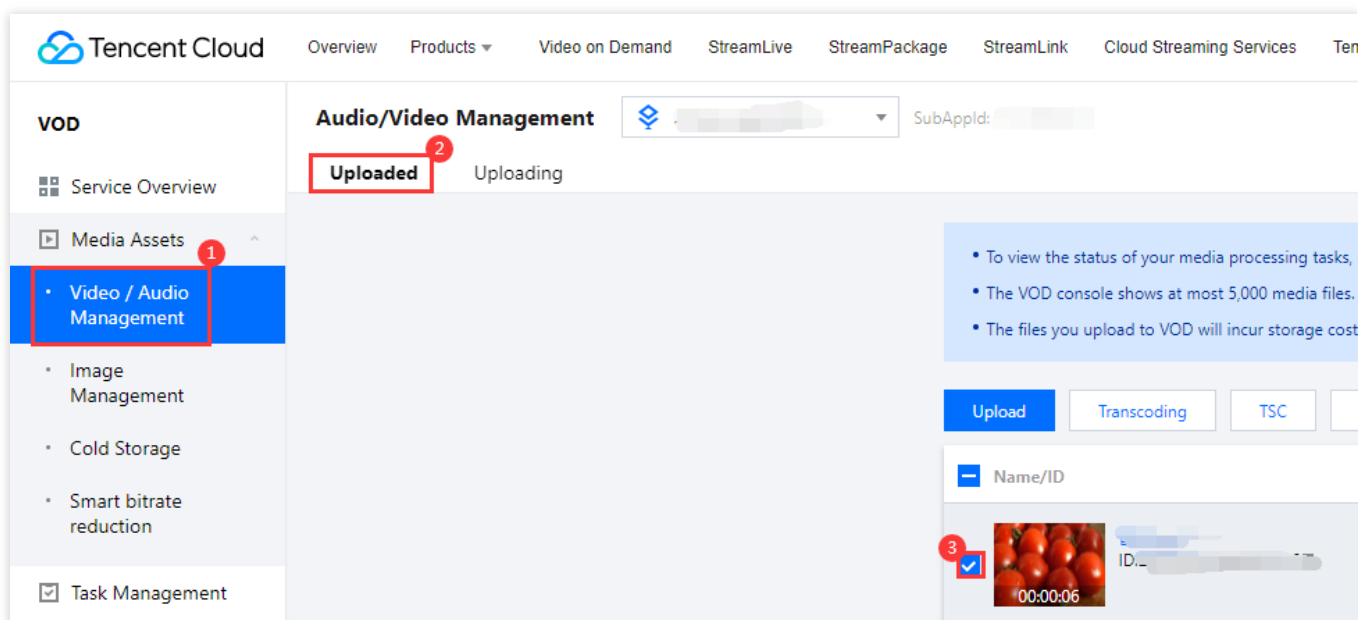 Tencent Cloud
Overview Products Video on Demand StreamLive StreamPackage StreamLink Cloud Streaming Services
VOD
Audio/Video Management
SubAppId:
2
Uploaded Uploading
Service Overview
Media Assets
1
Video / Audio
Management
Image
Management
Cold Storage
Smart bitrate
reduction
Task Management
• To view the status of your media processing tasks,
• The VOD console shows at most 5,000 media files.
• The files you upload to VOD will incur storage cost
Upload Transcoding TSC
Name/ID
3
ID:
00:00:06